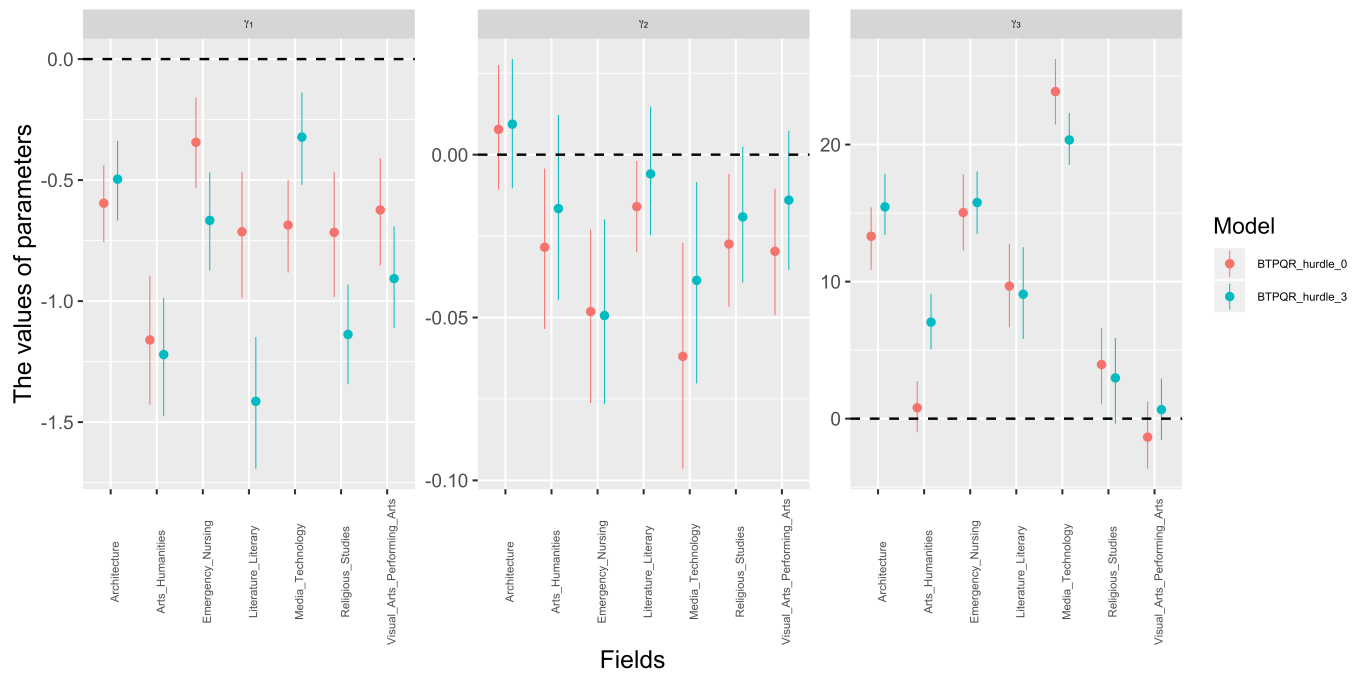 γ₁
γ₂
γ₃
The values of parameters
0.0
-0.5
-1.0
-1.5
0.00
-0.05
-0.10
20
10
0
Architecture
Arts_Humanities
Emergency_Nursing
Literature_Literary
Media_Technology
Religious_Studies
Visual_Arts_Performing_Arts
Architecture
Arts_Humanities
Emergency_Nursing
Literature_Literary
Media_Technology
Religious_Studies
Visual_Arts_Performing_Arts
Architecture
Arts_Humanities
Emergency_Nursing
Literature_Literary
Media_Technology
Religious_Studies
Visual_Arts_Performing_Arts
Fields
Model
BTPQR_hurdle_0
BTPQR_hurdle_3